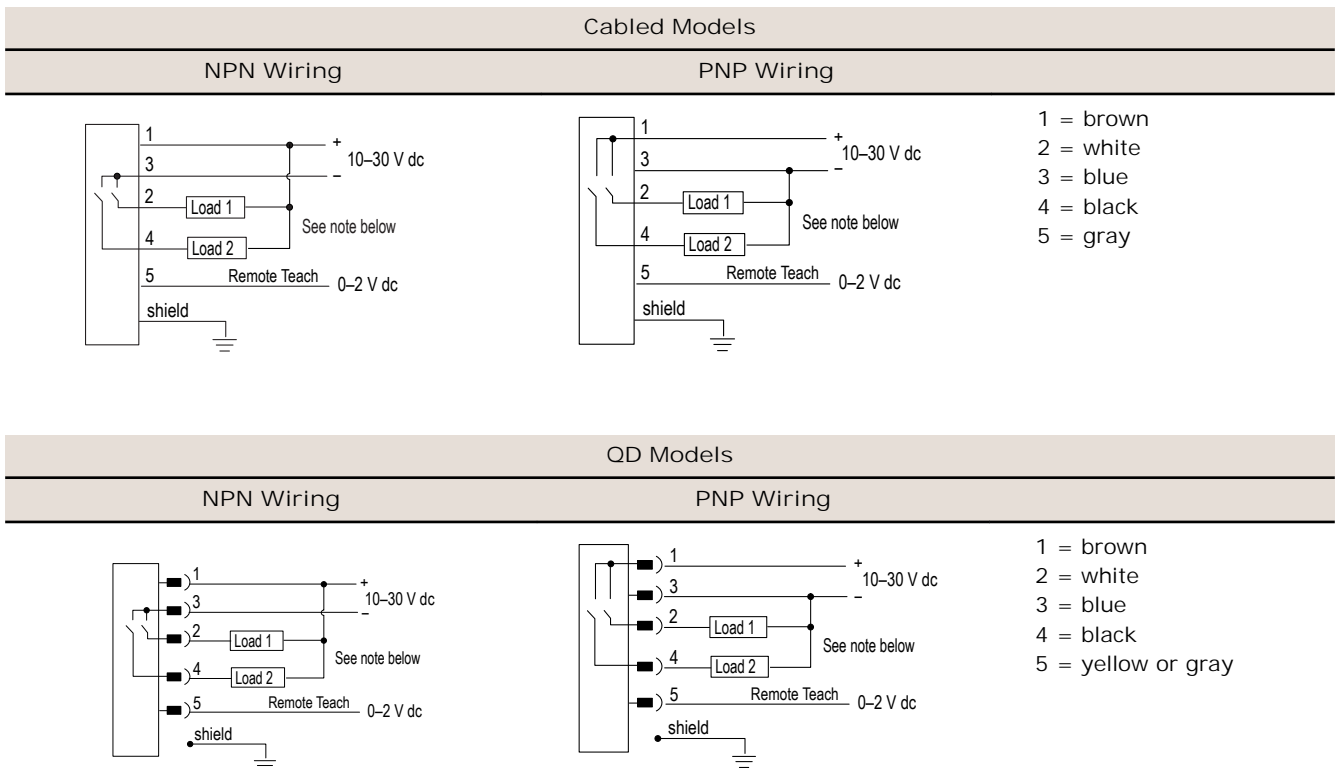 Cabled Models
NPN Wiring
PNP Wiring
1
+
10–30 V dc
3
–
2
Load 1
See note below
4
Load 2
5
Remote Teach
0–2 V dc
shield
1
+
10–30 V dc
3
–
2
Load 1
See note below
4
Load 2
5
Remote Teach
0–2 V dc
shield
1 = brown
2 = white
3 = blue
4 = black
5 = gray
QD Models
NPN Wiring
PNP Wiring
1
+
10–30 V dc
3
–
2
Load 1
See note below
4
Load 2
5
Remote Teach
0–2 V dc
shield
1
+
10–30 V dc
3
–
2
Load 1
See note below
4
Load 2
5
Remote Teach
0–2 V dc
shield
1 = brown
2 = white
3 = blue
4 = black
5 = yellow or gray